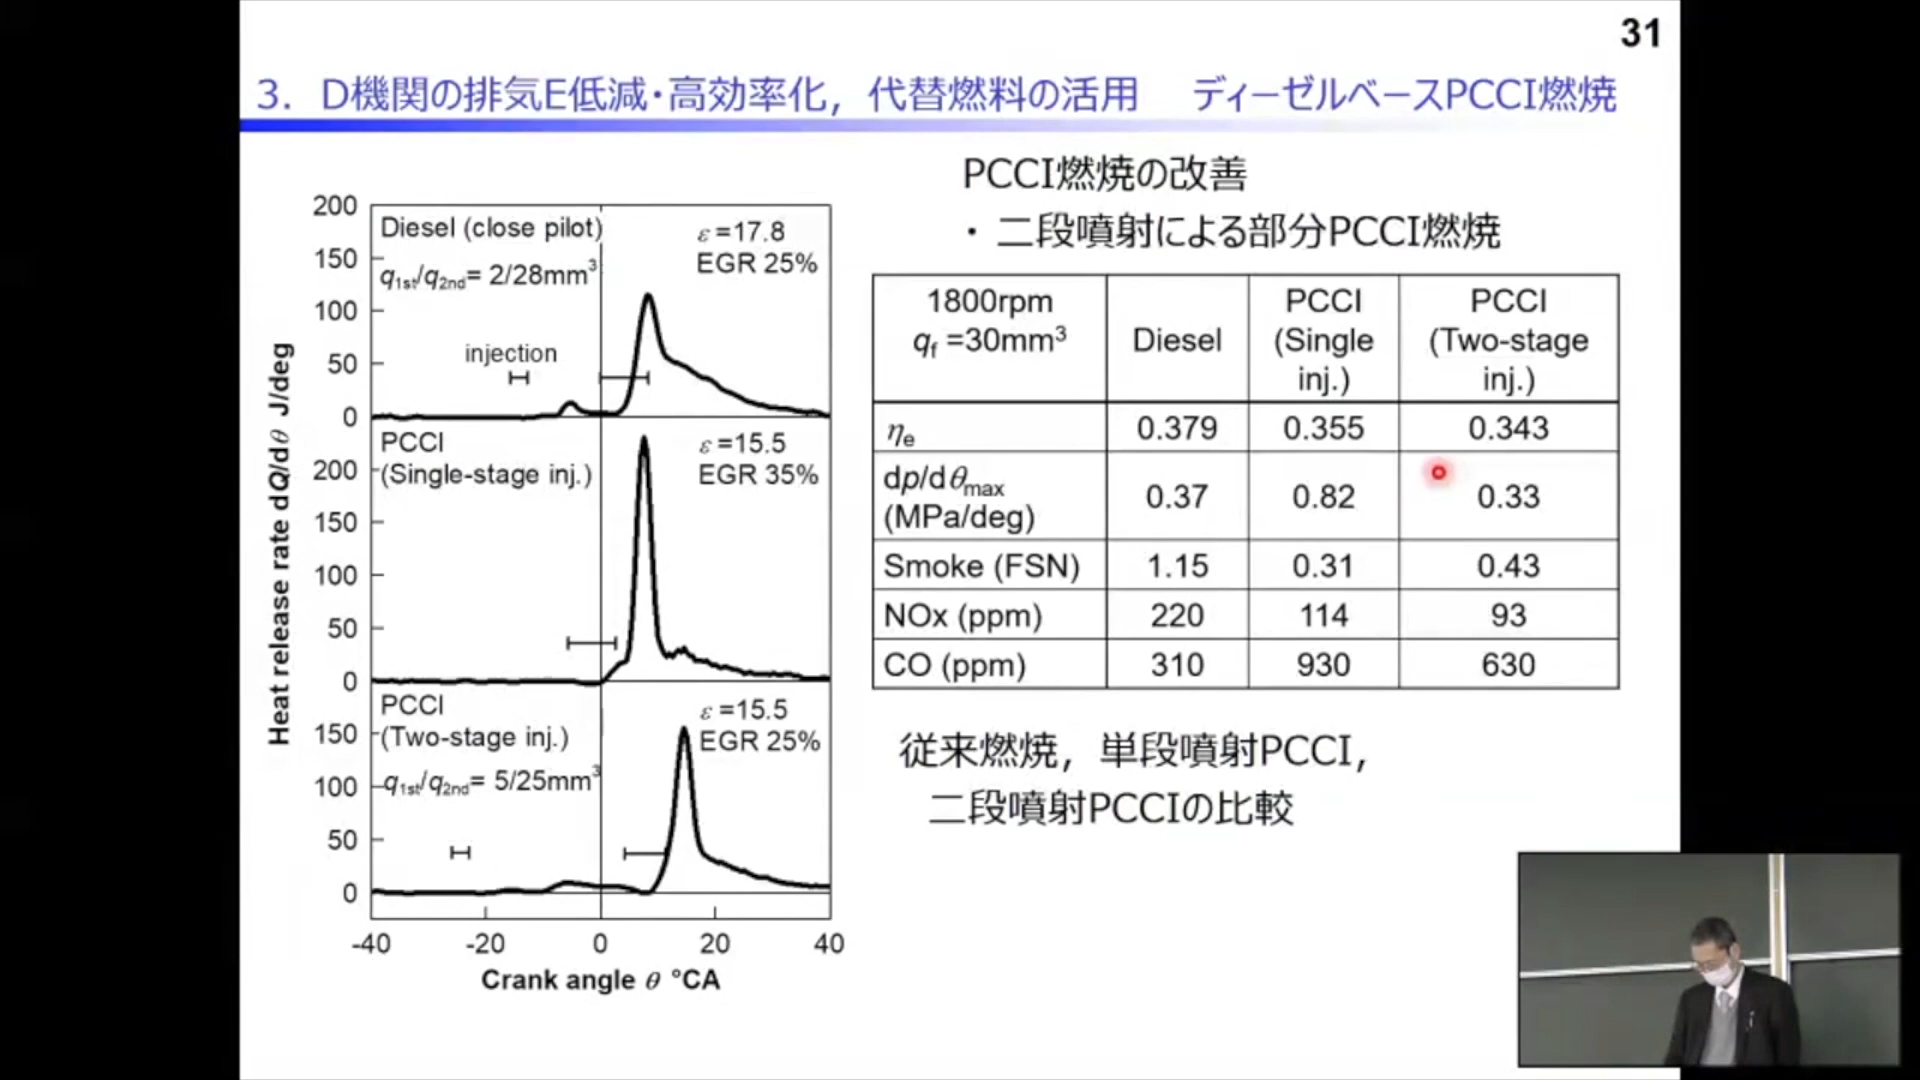 31
3. D機関の排気E低減・高効率化，代替燃料の活用 ディーゼルベースPCCI燃焼
PCCI燃焼の改善
・二段噴射による部分PCCI燃焼
Heat release rate dQ/dθ J/deg
200
150
100
50
0
Diesel (close pilot)
q1st/q2nd= 2/28mm³
ε=17.8
EGR 25%
injection
200
150
100
50
0
PCCI
(Single-stage inj.)
ε=15.5
EGR 35%
150
100
50
0
PCCI
(Two-stage inj.)
q1st/q2nd= 5/25mm³
ε=15.5
EGR 25%
-40 -20 0 20 40
Crank angle θ °CA
1800rpm
qf =30mm³
Diesel
PCCI
(Single
inj.)
PCCI
(Two-stage
inj.)
ηe 0.379 0.355 0.343
dp/dθmax
(MPa/deg)
0.37 0.82 0.33
Smoke (FSN) 1.15 0.31 0.43
NOx (ppm) 220 114 93
CO (ppm) 310 930 630
従来燃焼，単段噴射PCCI，
二段噴射PCCIの比較